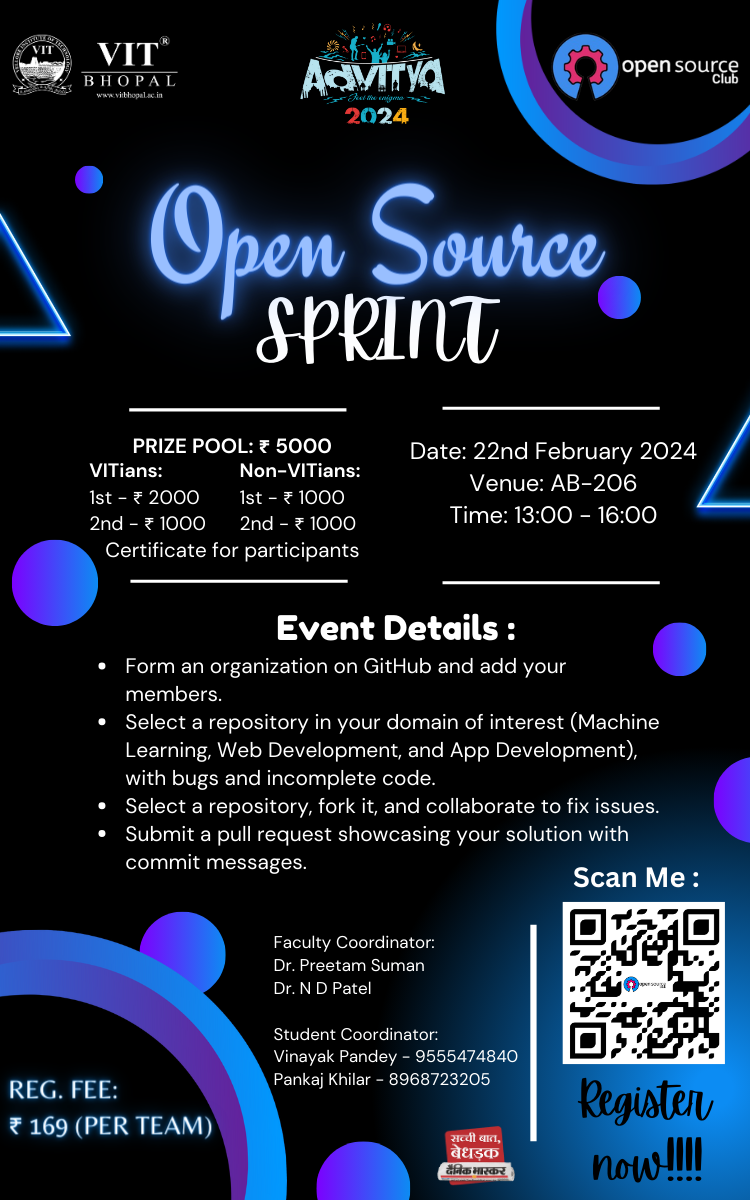 VIT®
BHOPAL
www.vitbhopal.ac.in
VIT
AdVITYA
Feel the enigma
2024
open source
Club
Open Source
SPRINT
PRIZE POOL: ₹ 5000
VITians: Non-VITians:
1st - ₹ 2000 1st - ₹ 1000
2nd - ₹ 1000 2nd - ₹ 1000
Certificate for participants
Date: 22nd February 2024
Venue: AB-206
Time: 13:00 - 16:00
Event Details :
• Form an organization on GitHub and add your
members.
• Select a repository in your domain of interest (Machine
Learning, Web Development, and App Development),
with bugs and incomplete code.
• Select a repository, fork it, and collaborate to fix issues.
• Submit a pull request showcasing your solution with
commit messages.
Scan Me :
open source
Faculty Coordinator:
Dr. Preetam Suman
Dr. N D Patel
Student Coordinator:
Vinayak Pandey - 9555474840
Pankaj Khilar - 8968723205
REG. FEE:
₹ 169 (PER TEAM)
Register
now!!!!
सच्ची बात,
बेधड़क
दैनिक भास्कर